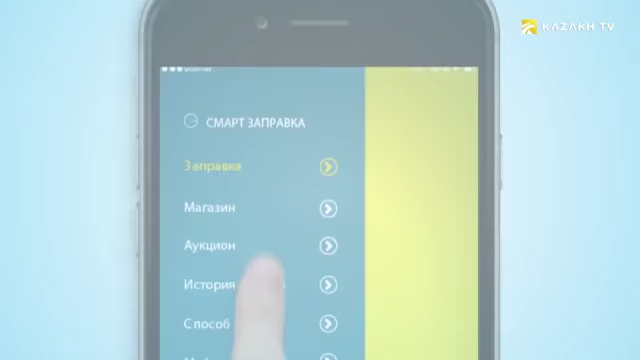 KAZAKH TV
СМАРТ ЗАПРАВКА
Заправка
Магазин
Аукцион
История
Способ